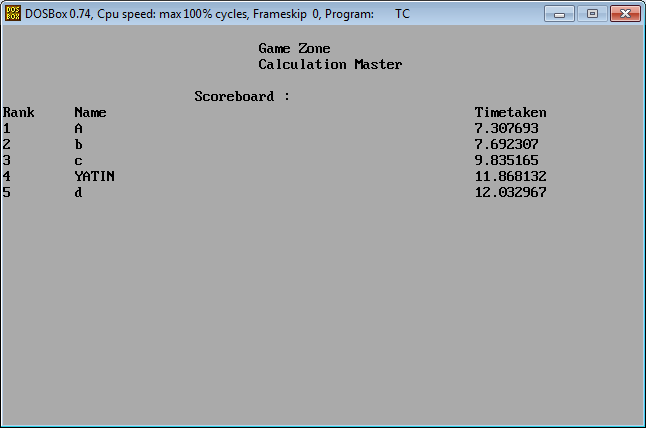 DOSBox 0.74, Cpu speed: max 100% cycles, Frameskip 0, Program: TC
Game Zone
Calculation Master
Scoreboard :
Rank Name Timetaken
1 A 7.307693
2 b 7.692307
3 c 9.835165
4 YATIN 11.868132
5 d 12.032967